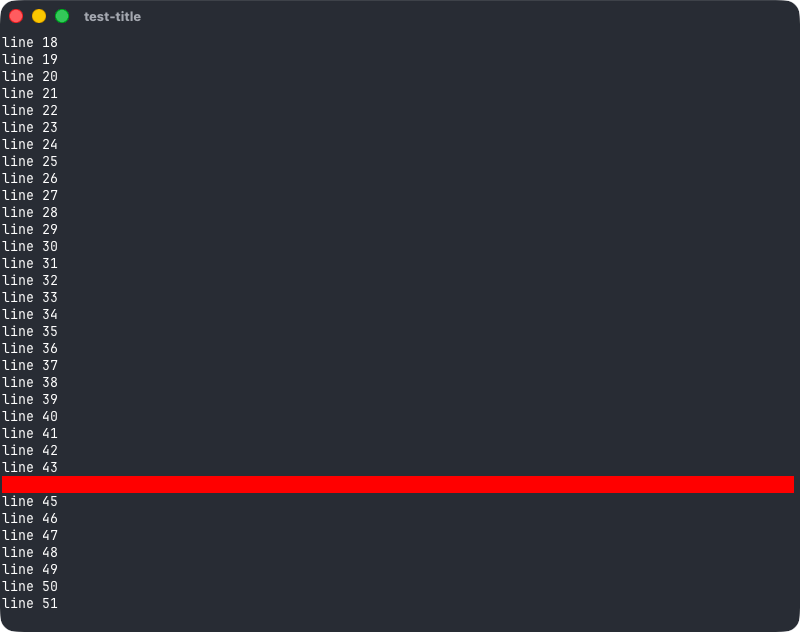 test-title
line 18
line 19
line 20
line 21
line 22
line 23
line 24
line 25
line 26
line 27
line 28
line 29
line 30
line 31
line 32
line 33
line 34
line 35
line 36
line 37
line 38
line 39
line 40
line 41
line 42
line 43
line 45
line 46
line 47
line 48
line 49
line 50
line 51